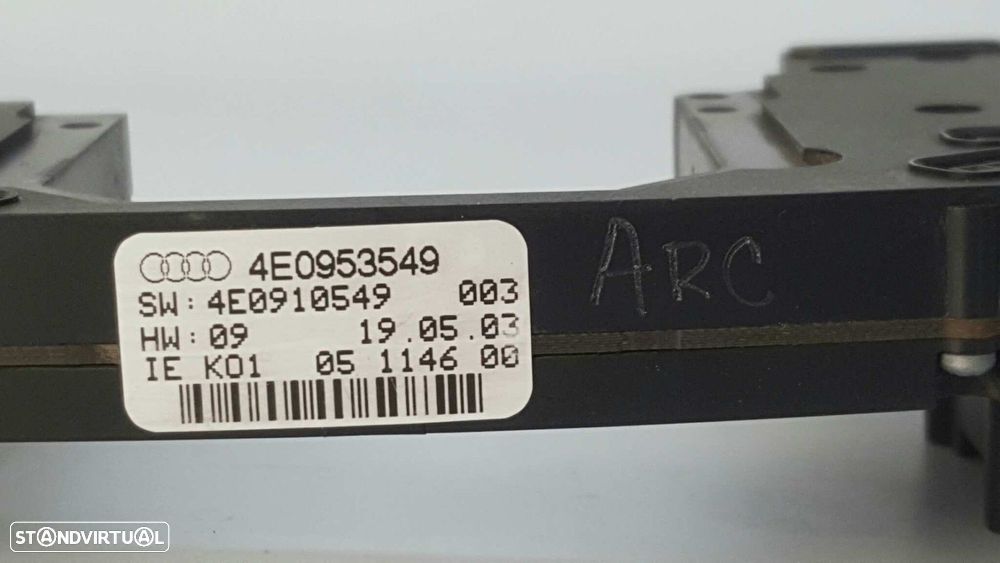 4E0953549
SW: 4E0910549 003
HW: 09 19.05.03
IE K01 05 1146 00
ARC
STANDVIRTUAL